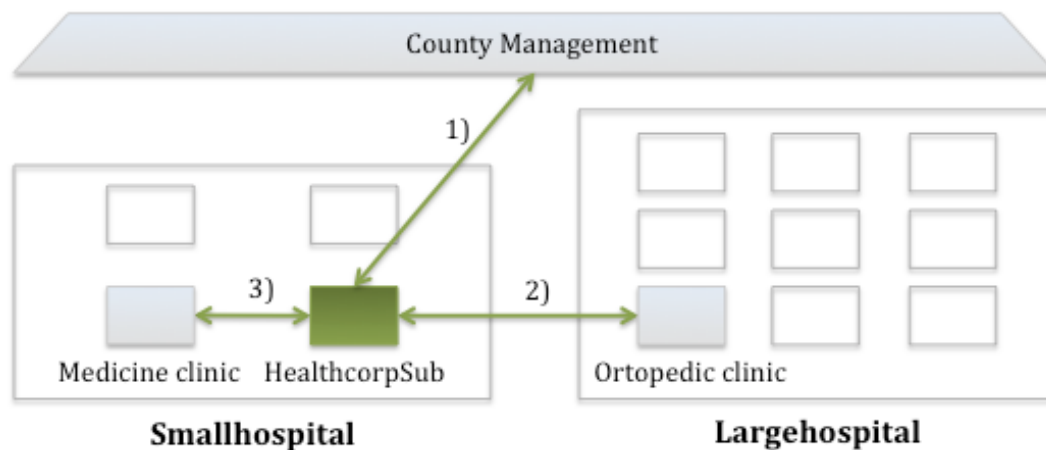 County Management
1)
3)
2)
Medicine clinic
HealthcorpSub
Ortopedic clinic
Smallhospital
Largehospital